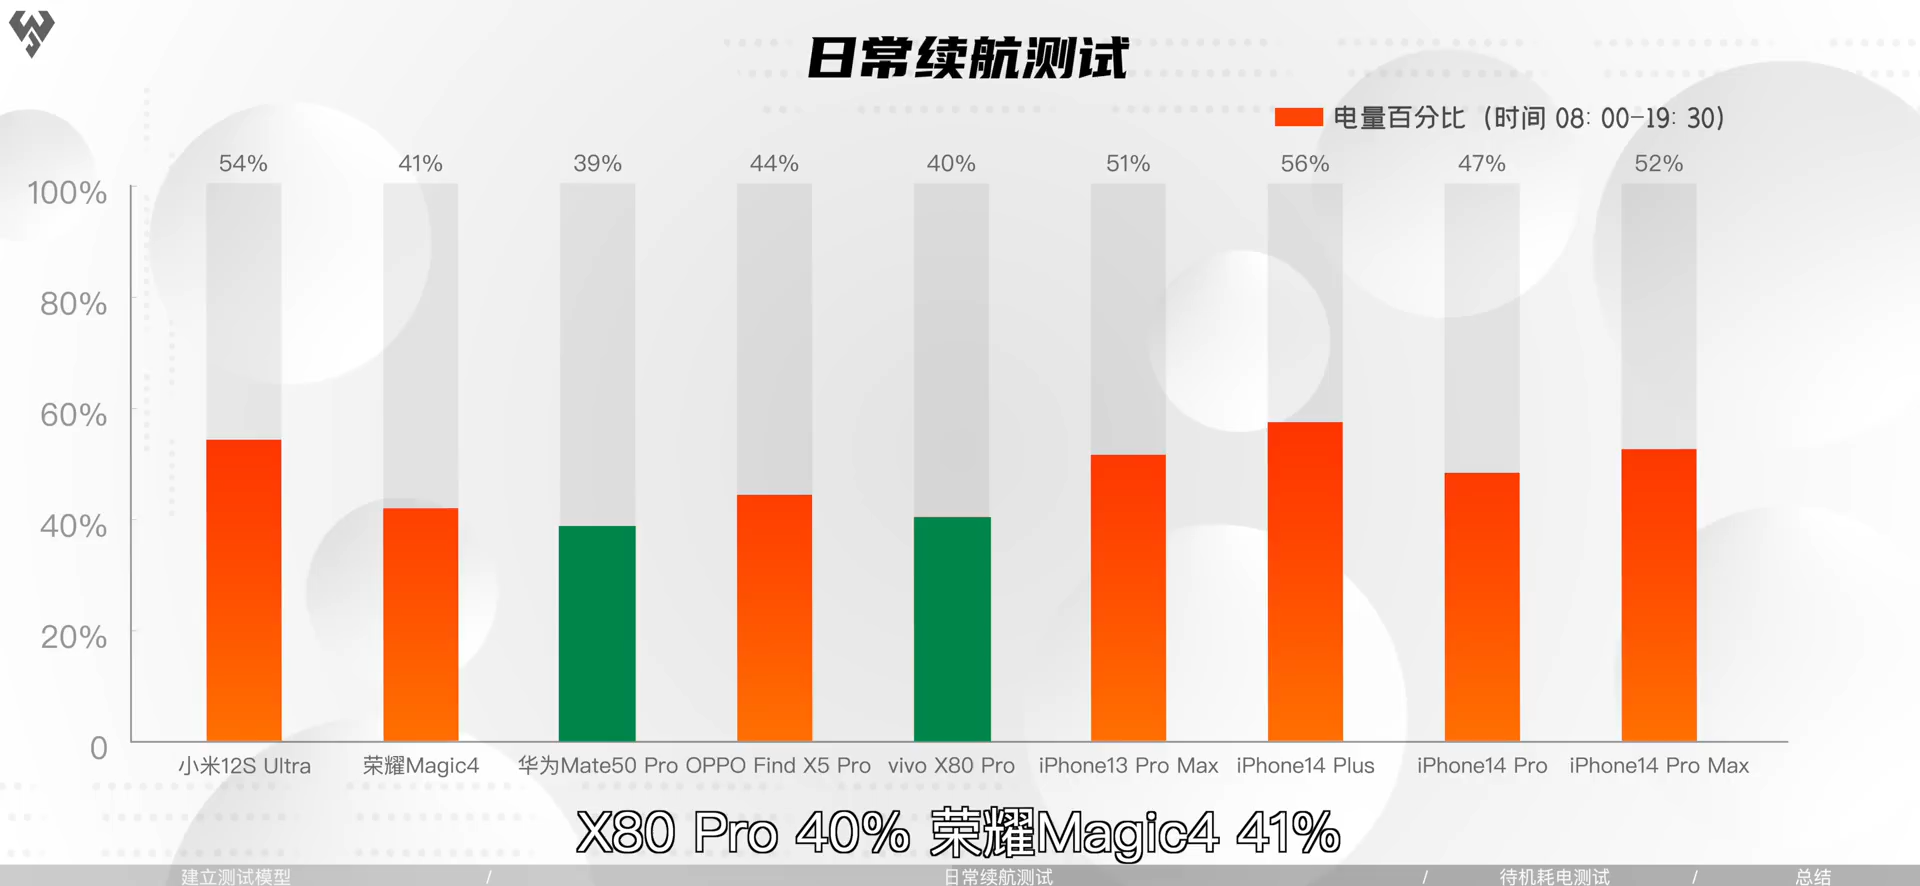 日常续航测试
电量百分比（时间 08: 00-19: 30)
54% 41% 39% 44% 40% 51% 56% 47% 52%
100%
80%
60%
40%
20%
0
小米12S Ultra 荣耀Magic4 华为Mate50 Pro OPPO Find X5 Pro vivo X80 Pro iPhone13 Pro Max iPhone14 Plus iPhone14 Pro iPhone14 Pro Max
X80 Pro 40% 荣耀Magic4 41%
建立测试模型 / 日常续航测试 / 待机耗电测试 / 总结